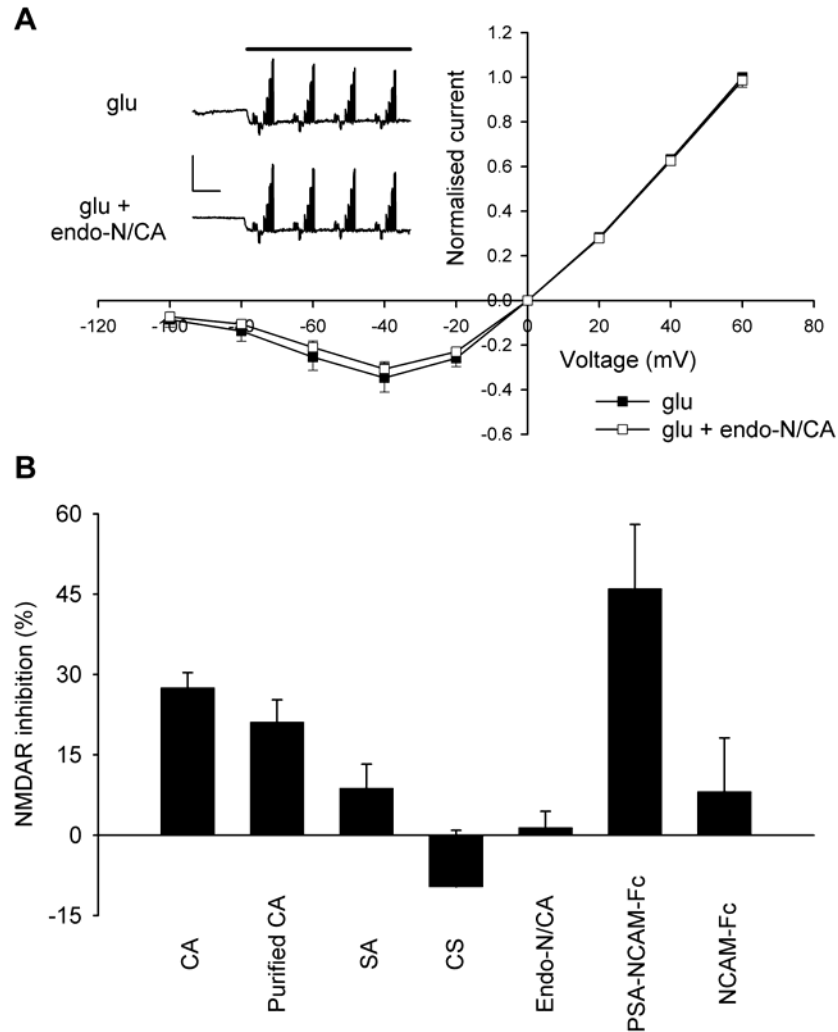 A
glu
glu +
endo-N/CA
Normalised current
1.2
1.0
0.8
0.6
0.4
0.2
0.0
-0.2
-0.4
-0.6
-120
-100
-80
-60
-40
-20
0
20
40
60
80
Voltage (mV)
glu
glu + endo-N/CA
B
NMDAR inhibition (%)
60
45
30
15
0
-15
CA
Purified CA
SA
CS
Endo-N/CA
PSA-NCAM-Fc
NCAM-Fc